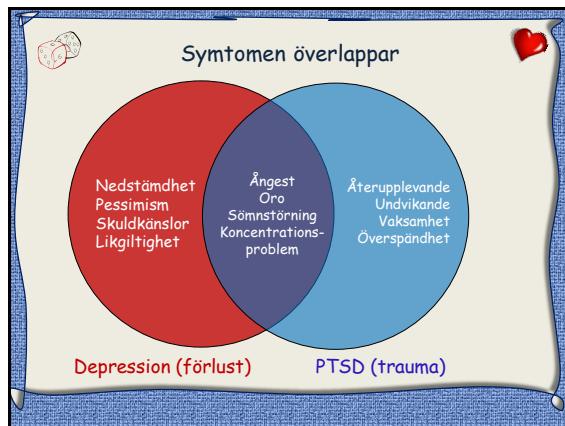 Symtomen överlappar
Nedstämdhet
Pessimism
Skuldkänslor
Likgiltighet
Ångest
Oro
Sömnstörning
Koncentrations-
problem
Återupplevande
Undvikande
Vaksamhet
Överspändhet
Depression (förlust)
PTSD (trauma)